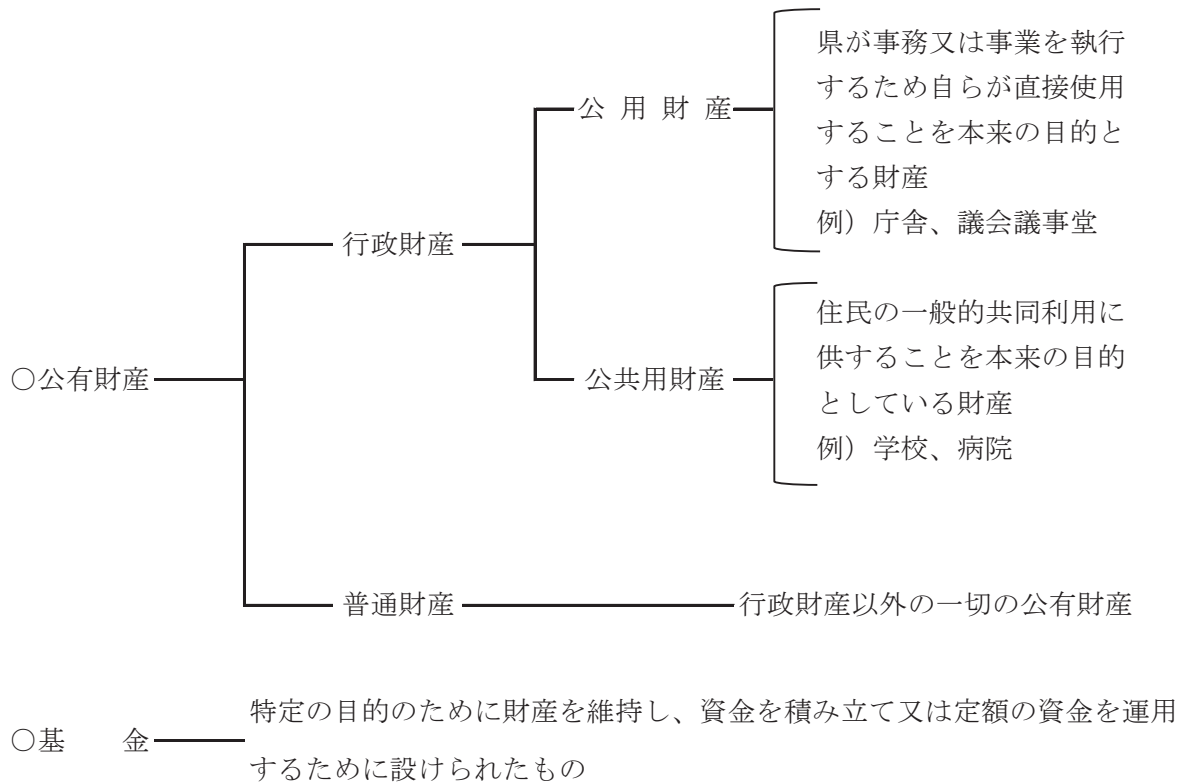 公 用 財 産
県が事務又は事業を執行
するため自らが直接使用
することを本来の目的と
する財産
例）庁舎、議会議事堂
行政財産
住民の一般的共同利用に
供することを本来の目的
としている財産
例）学校、病院
公共用財産
○公有財産
普通財産
行政財産以外の一切の公有財産
○基　　金
特定の目的のために財産を維持し、資金を積み立て又は定額の資金を運用
するために設けられたもの